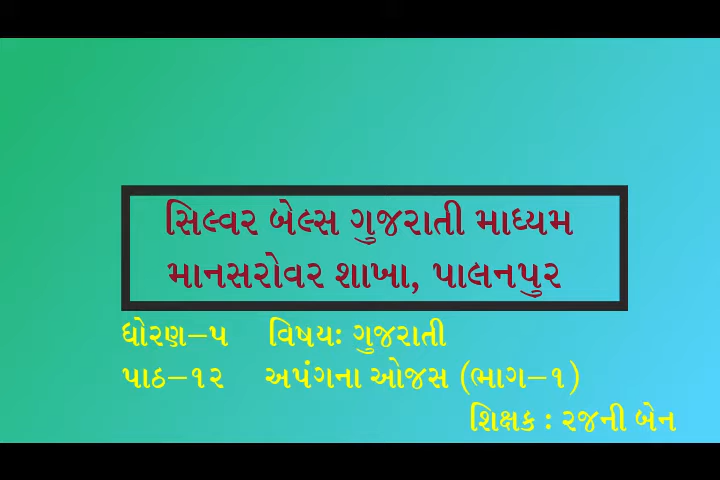 સિલ્વર બેલ્સ ગુજરાતી માધ્યમ
માનસરોવર શાખા, પાલનપુર
ધોરણ–૫ વિષયઃ ગુજરાતી
પાઠ–૧૨ અપંગના ઓજસ (ભાગ–૧)
શિક્ષક : રજની બેન